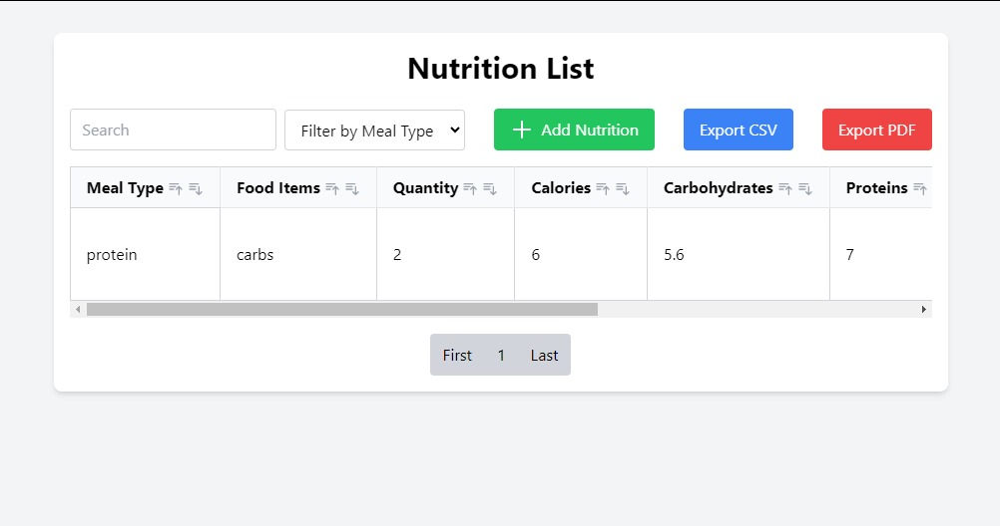 Nutrition List
Search Filter by Meal Type Add Nutrition Export CSV Export PDF
Meal Type Food Items Quantity Calories Carbohydrates Proteins
protein carbs 2 6 5.6 7
First 1 Last